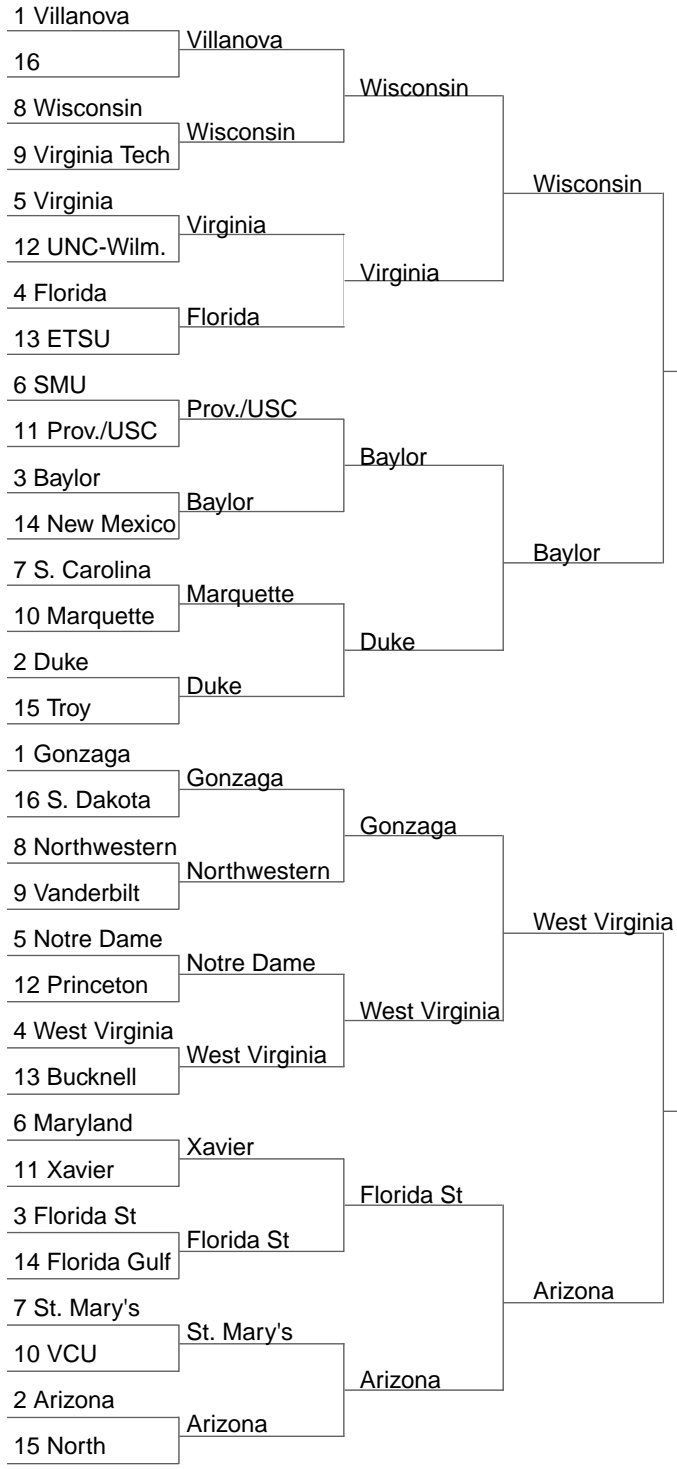 1 Villanova
Villanova
16
Wisconsin
8 Wisconsin
Wisconsin
9 Virginia Tech
Wisconsin
5 Virginia
Virginia
12 UNC-Wilm.
Virginia
4 Florida
Florida
13 ETSU
6 SMU
Prov./USC
11 Prov./USC
Baylor
3 Baylor
Baylor
14 New Mexico
Baylor
7 S. Carolina
Marquette
10 Marquette
Duke
2 Duke
Duke
15 Troy
1 Gonzaga
Gonzaga
16 S. Dakota
Gonzaga
8 Northwestern
Northwestern
9 Vanderbilt
West Virginia
5 Notre Dame
Notre Dame
12 Princeton
West Virginia
4 West Virginia
West Virginia
13 Bucknell
6 Maryland
Xavier
11 Xavier
Florida St
3 Florida St
Florida St
14 Florida Gulf
Arizona
7 St. Mary's
St. Mary's
10 VCU
Arizona
2 Arizona
Arizona
15 North